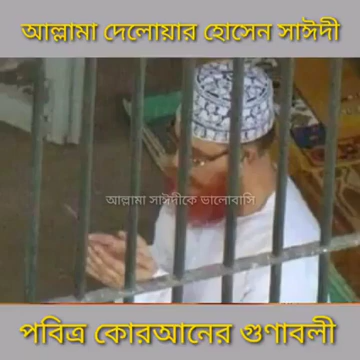 আল্লামা দেলোয়ার হোসেন সাঈদী
আল্লামা সাঈদীকে ভালোবাসি
পবিত্র কোরআনের গুণাবলী